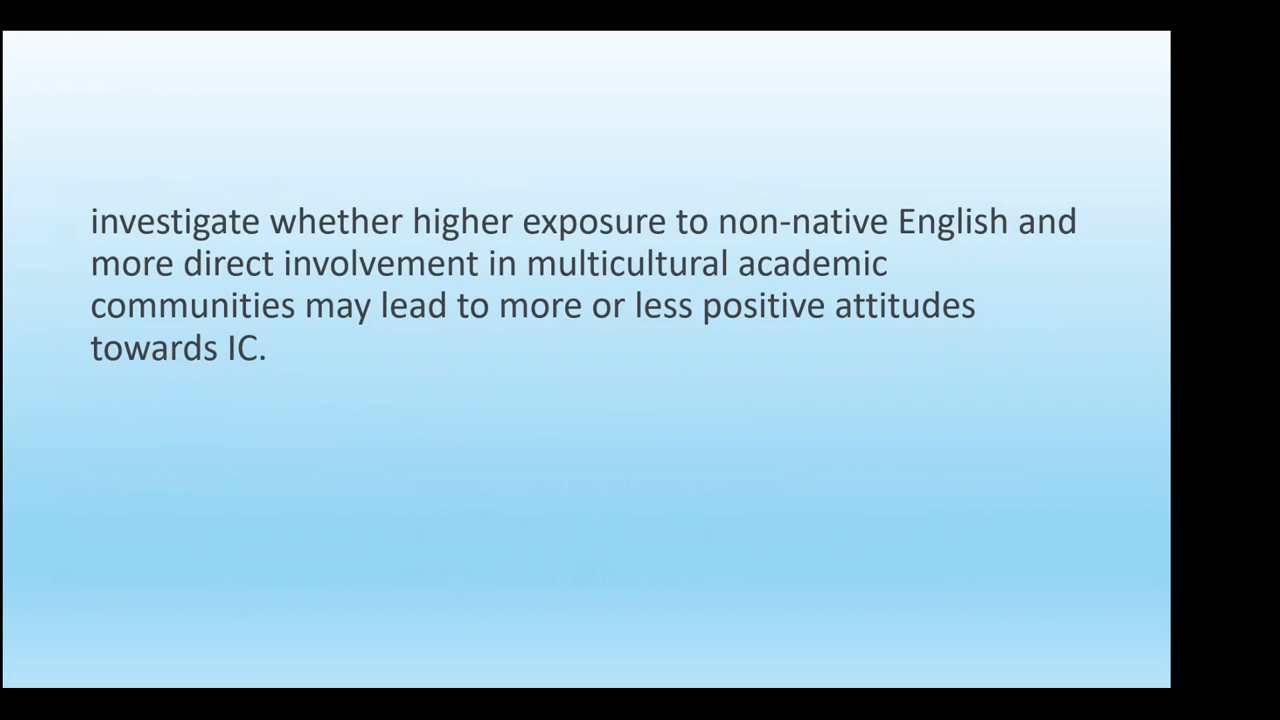 investigate whether higher exposure to non-native English and
more direct involvement in multicultural academic
communities may lead to more or less positive attitudes
towards IC.